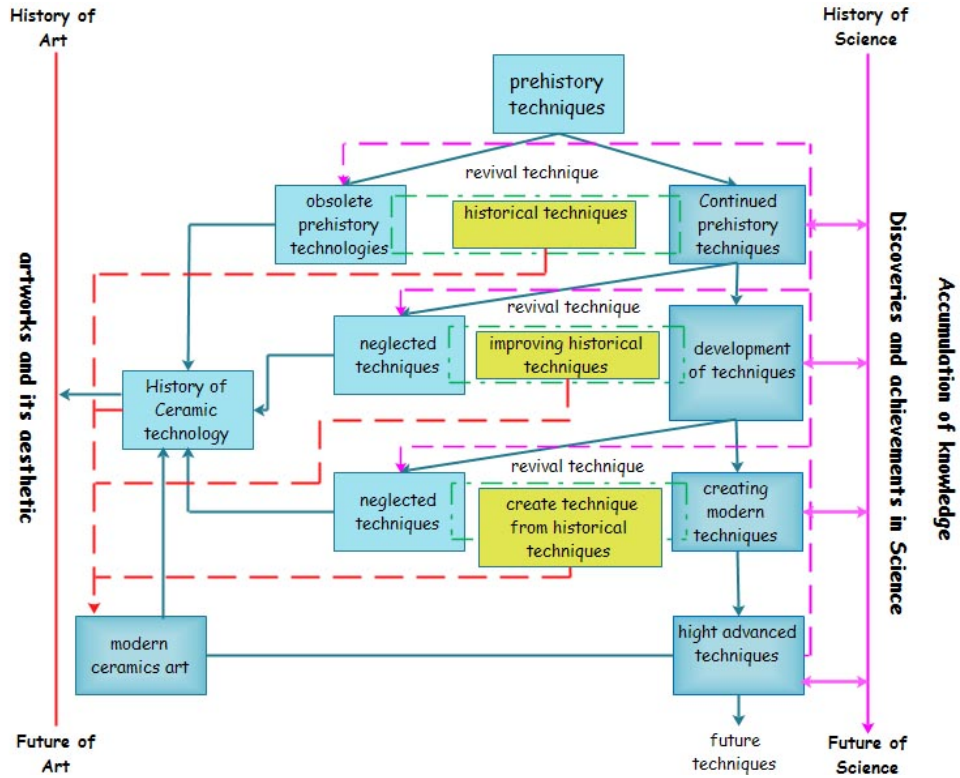 History of
Art
History of
Science
prehistory
techniques
revival technique
obsolete
prehistory
technologies
historical techniques
Continued
prehistory
techniques
revival technique
neglected
techniques
improving historical
techniques
development
of techniques
History of
Ceramic
technology
revival technique
neglected
techniques
create technique
from historical
techniques
creating
modern
techniques
modern
ceramics art
hight advanced
techniques
future
techniques
Future of
Art
Future of
Science
artworks and its aesthetic
Discoveries and achievements in Science
Accumulation of knowledge